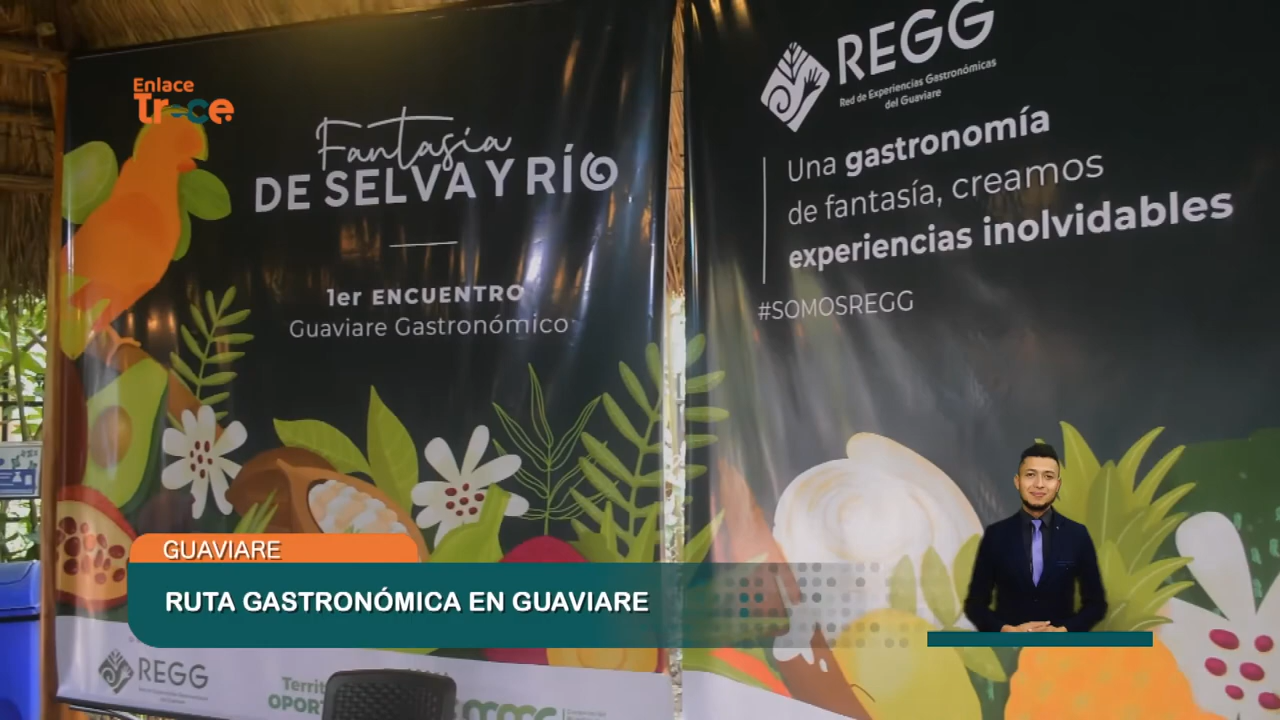 Enlace
Trece
Fantasía
DE SELVA Y RÍO
1er ENCUENTRO
Guaviare Gastronómico
REGG
Red de Experiencias Gastronómicas
del Guaviare
Una gastronomía
de fantasía, creamos
experiencias inolvidables
#SOMOSREGG
GUAVIARE
RUTA GASTRONÓMICA EN GUAVIARE
REGG